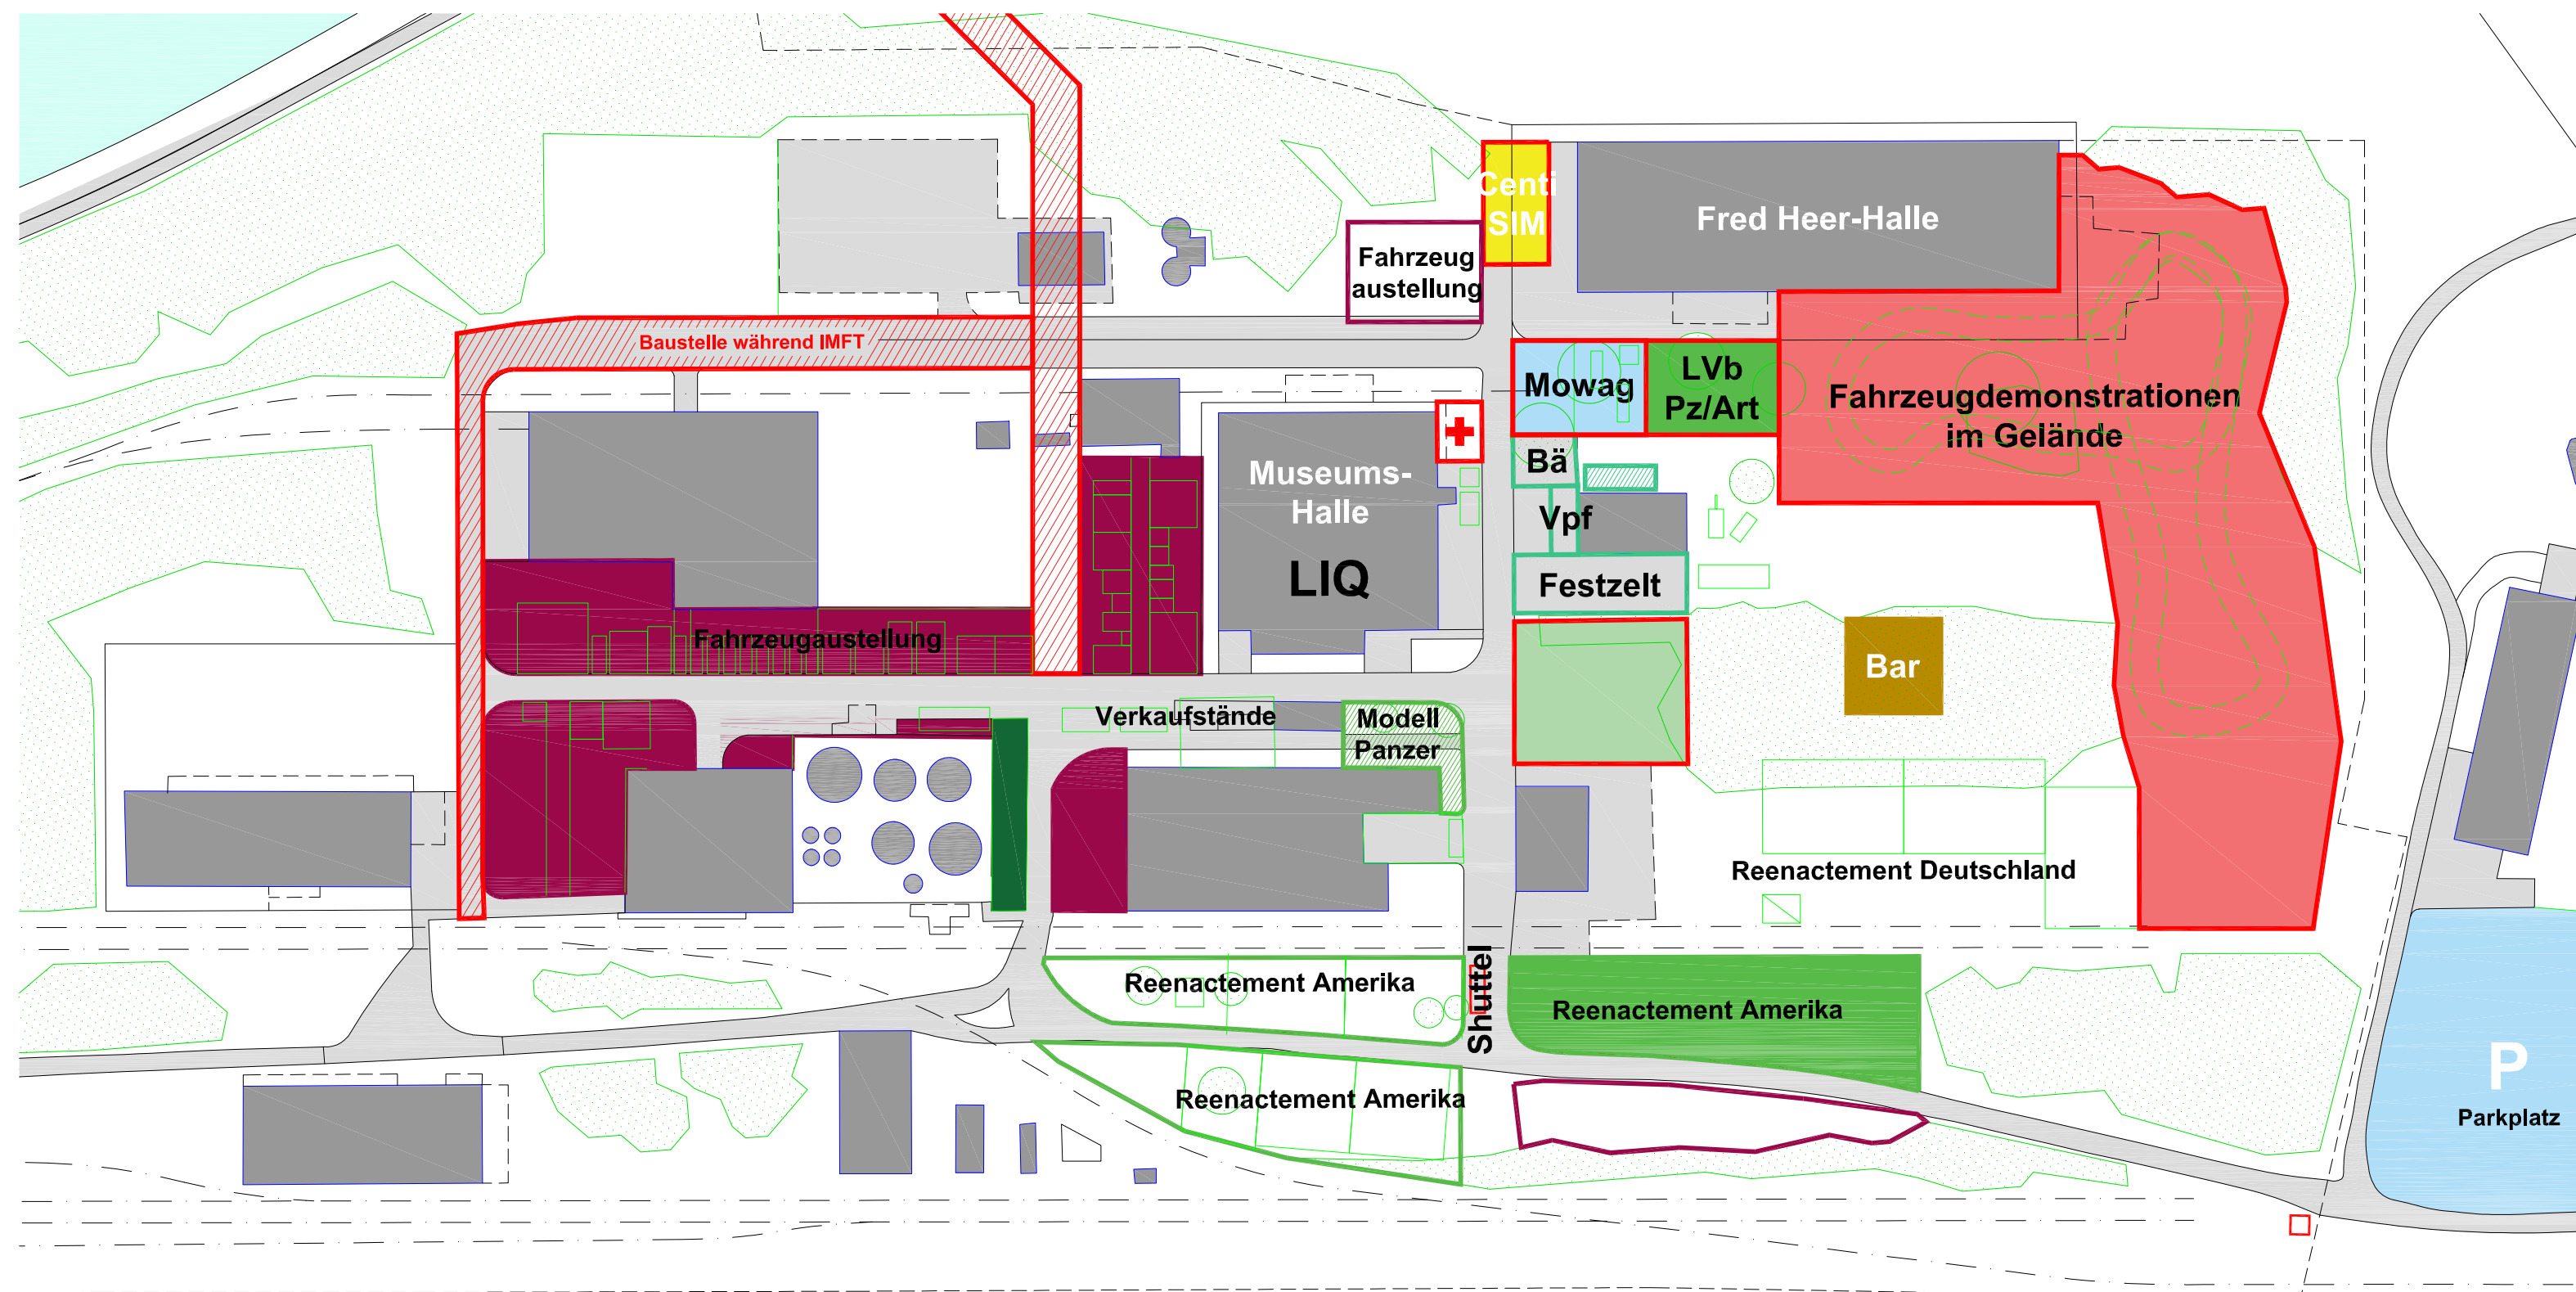 Centi
SIM
Fred Heer-Halle
Fahrzeug
austellung
Baustelle während IMFT
Mowag
LVb
Pz/Art
Fahrzeugdemonstrationen
im Gelände
Museums-
Halle
LIQ
Bä
Vpf
Festzelt
Fahrzeugaustellung
Bar
Verkaufstände
Modell
Panzer
Reenactement Deutschland
Reenactement Amerika
Shuttel
Reenactement Amerika
Reenactement Amerika
P
Parkplatz